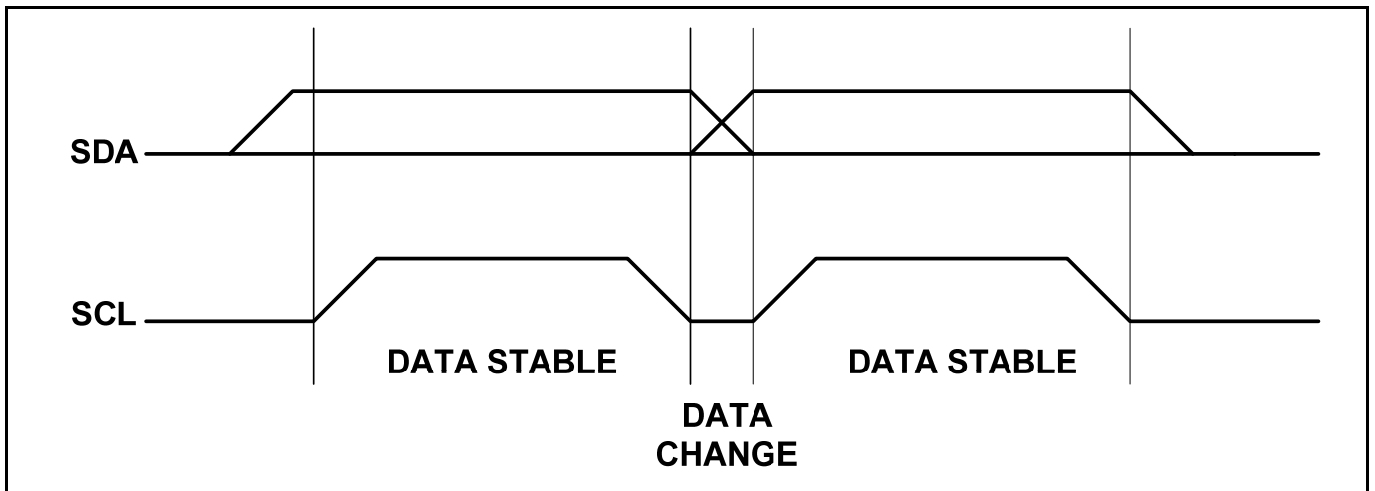 SDA
SCL
DATA STABLE
DATA STABLE
DATA
CHANGE